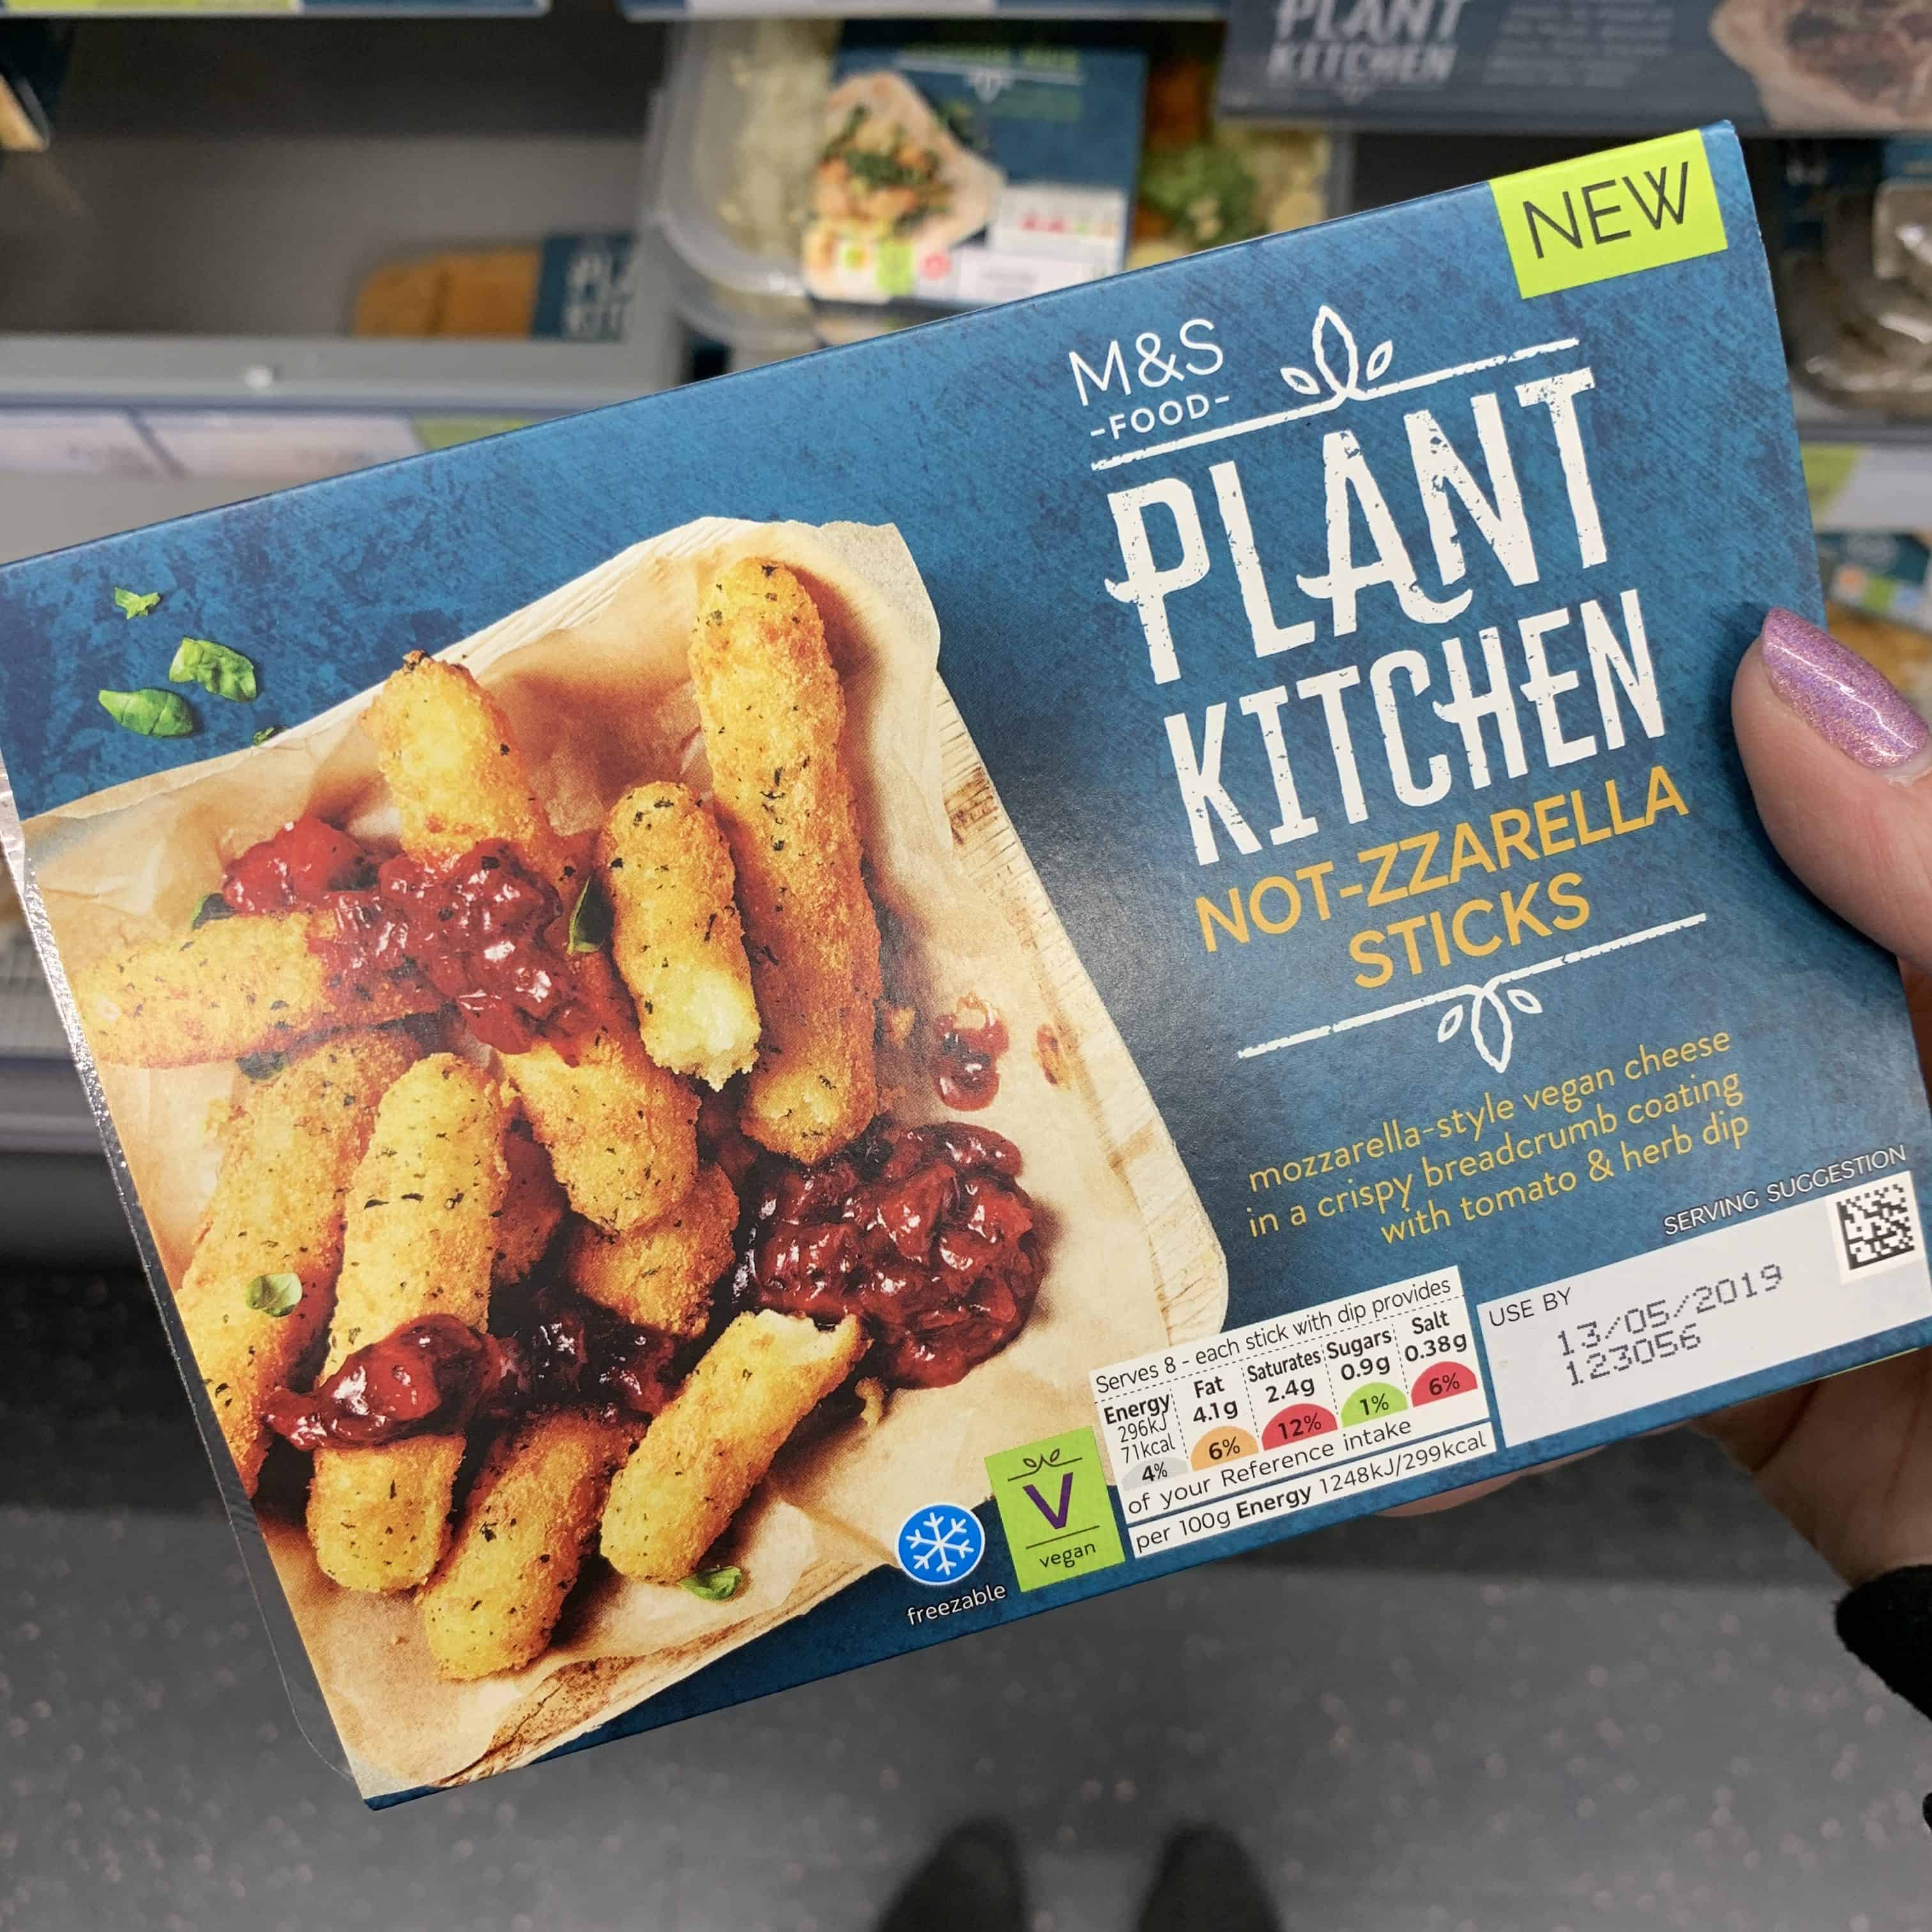 PLANT
KITCHEN
NEW
M&S
-FOOD-
PLANT
KITCHEN
NOT-ZZARELLA
STICKS
mozzarella-style vegan cheese
in a crispy breadcrumb coating
with tomato & herb dip
SERVING SUGGESTION
USE BY
13/05/2019
123056
Serves 8 - each stick with dip provides
Energy Fat Saturates Sugars Salt
296kJ 4.1g 2.4g 0.9g 0.38g
71kcal
4% 6% 12% 1% 6%
of your Reference intake
per 100g Energy 1248kJ/299kcal
V
vegan
freezable